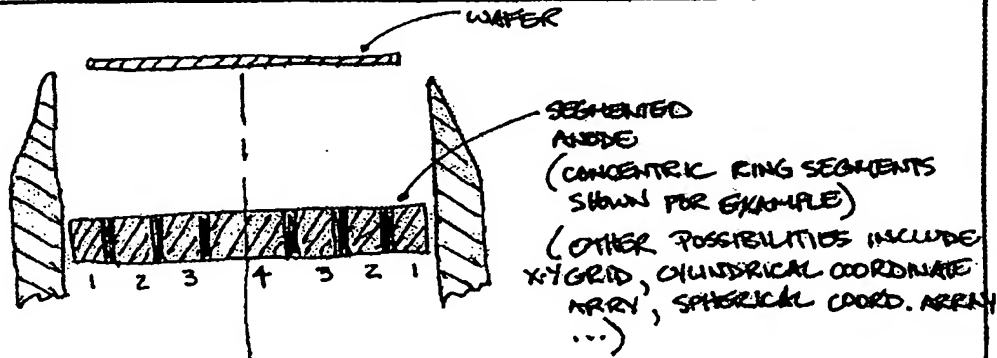 WAFER
SEGMENTED
ANODE
(CONCENTRIC RING SEGMENTS
SHOWN FOR EXAMPLE)
(OTHER POSSIBILITIES INCLUDE
X-Y GRID, CYLINDRICAL COORDINATE
ARRY, SPHERICAL COORD. ARRAY
...)
1 2 3 4 3 2 1